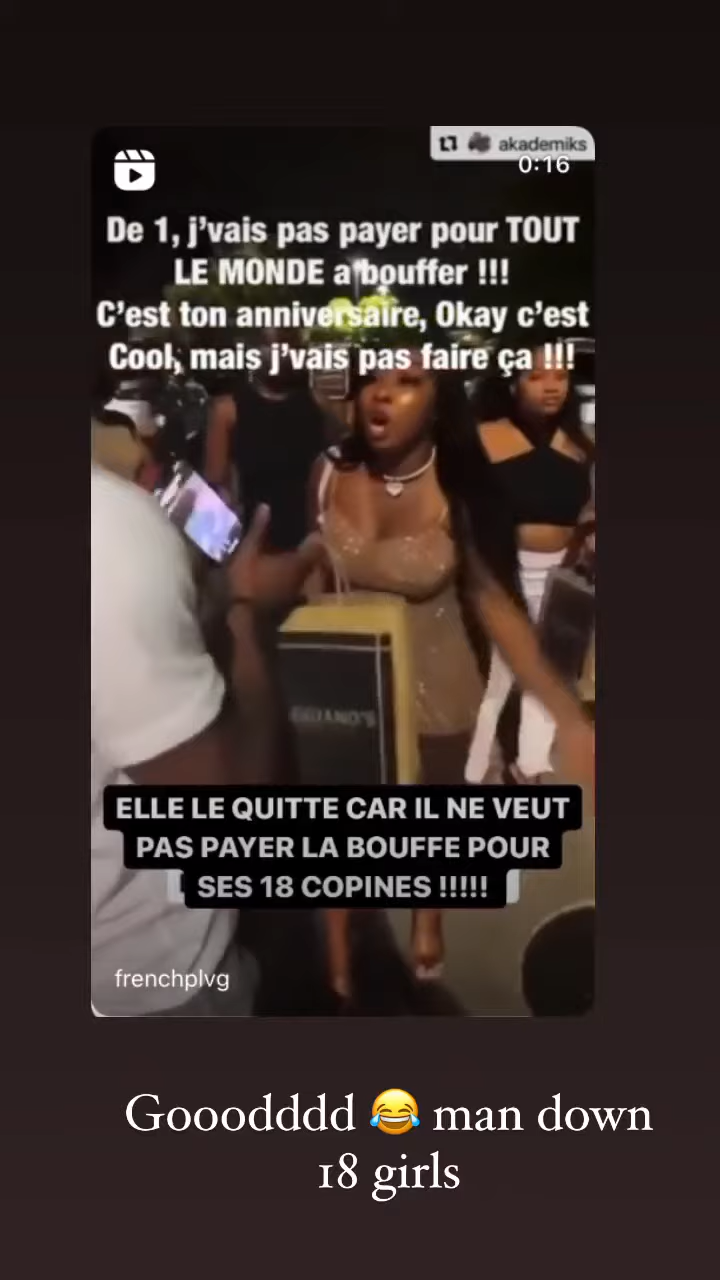 akademiks
0:16
De 1, j’vais pas payer pour TOUT
LE MONDE a bouffer !!!
C’est ton anniversaire, Okay c’est
Cool, mais j’vais pas faire ça !!!
ELLE LE QUITTE CAR IL NE VEUT
PAS PAYER LA BOUFFE POUR
SES 18 COPINES !!!!!
frenchplvg
Gooodddd 😂 man down
18 girls